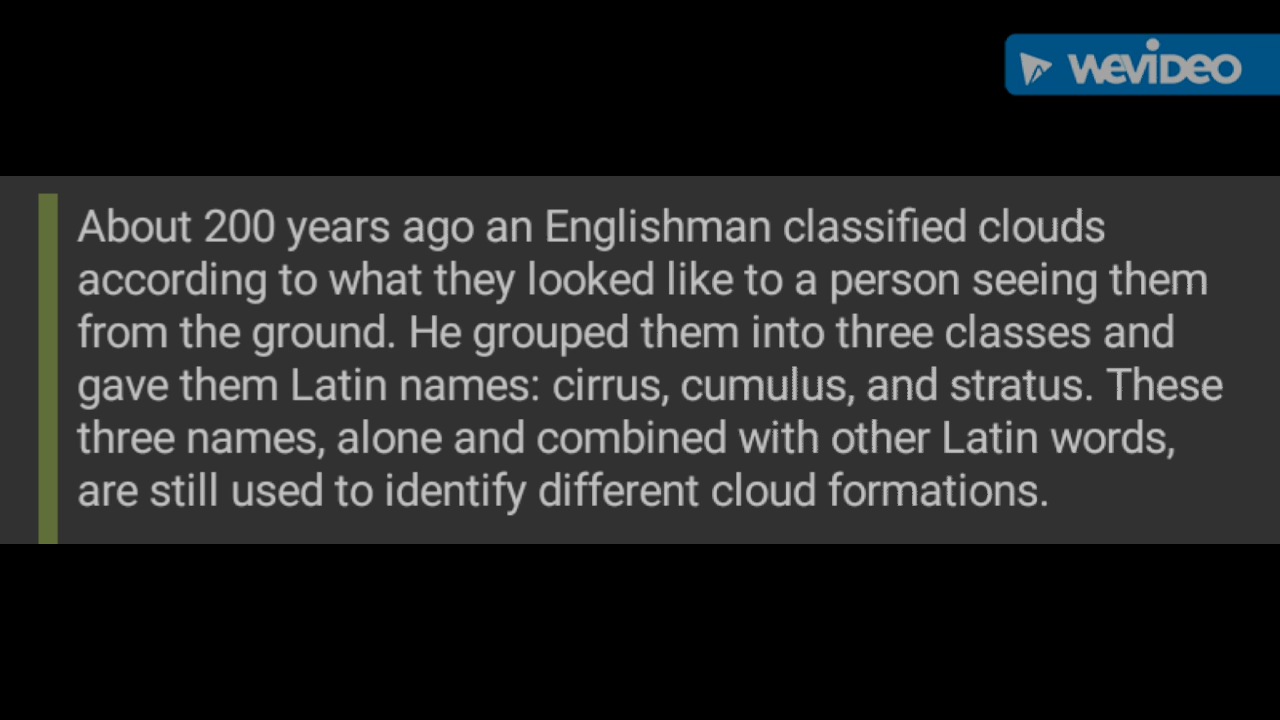 wevideo
About 200 years ago an Englishman classified clouds
according to what they looked like to a person seeing them
from the ground. He grouped them into three classes and
gave them Latin names: cirrus, cumulus, and stratus. These
three names, alone and combined with other Latin words,
are still used to identify different cloud formations.